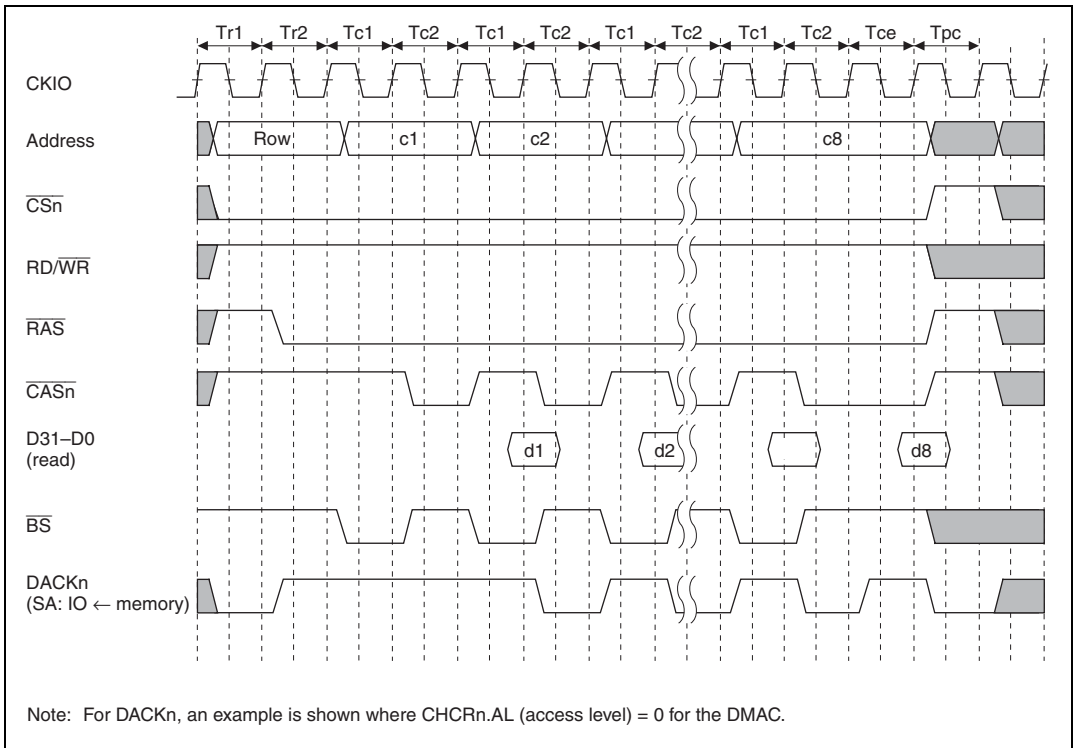 Tr1 Tr2 Tc1 Tc2 Tc1 Tc2 Tc1 Tc2 Tc1 Tc2 Tce Tpc
CKIO
Address Row c1 c2 c8
CSn
RD/WR
RAS
CASn
D31–D0
(read) d1 d2 d8
BS
DACKn
(SA: IO ← memory)
Note: For DACKn, an example is shown where CHCRn.AL (access level) = 0 for the DMAC.